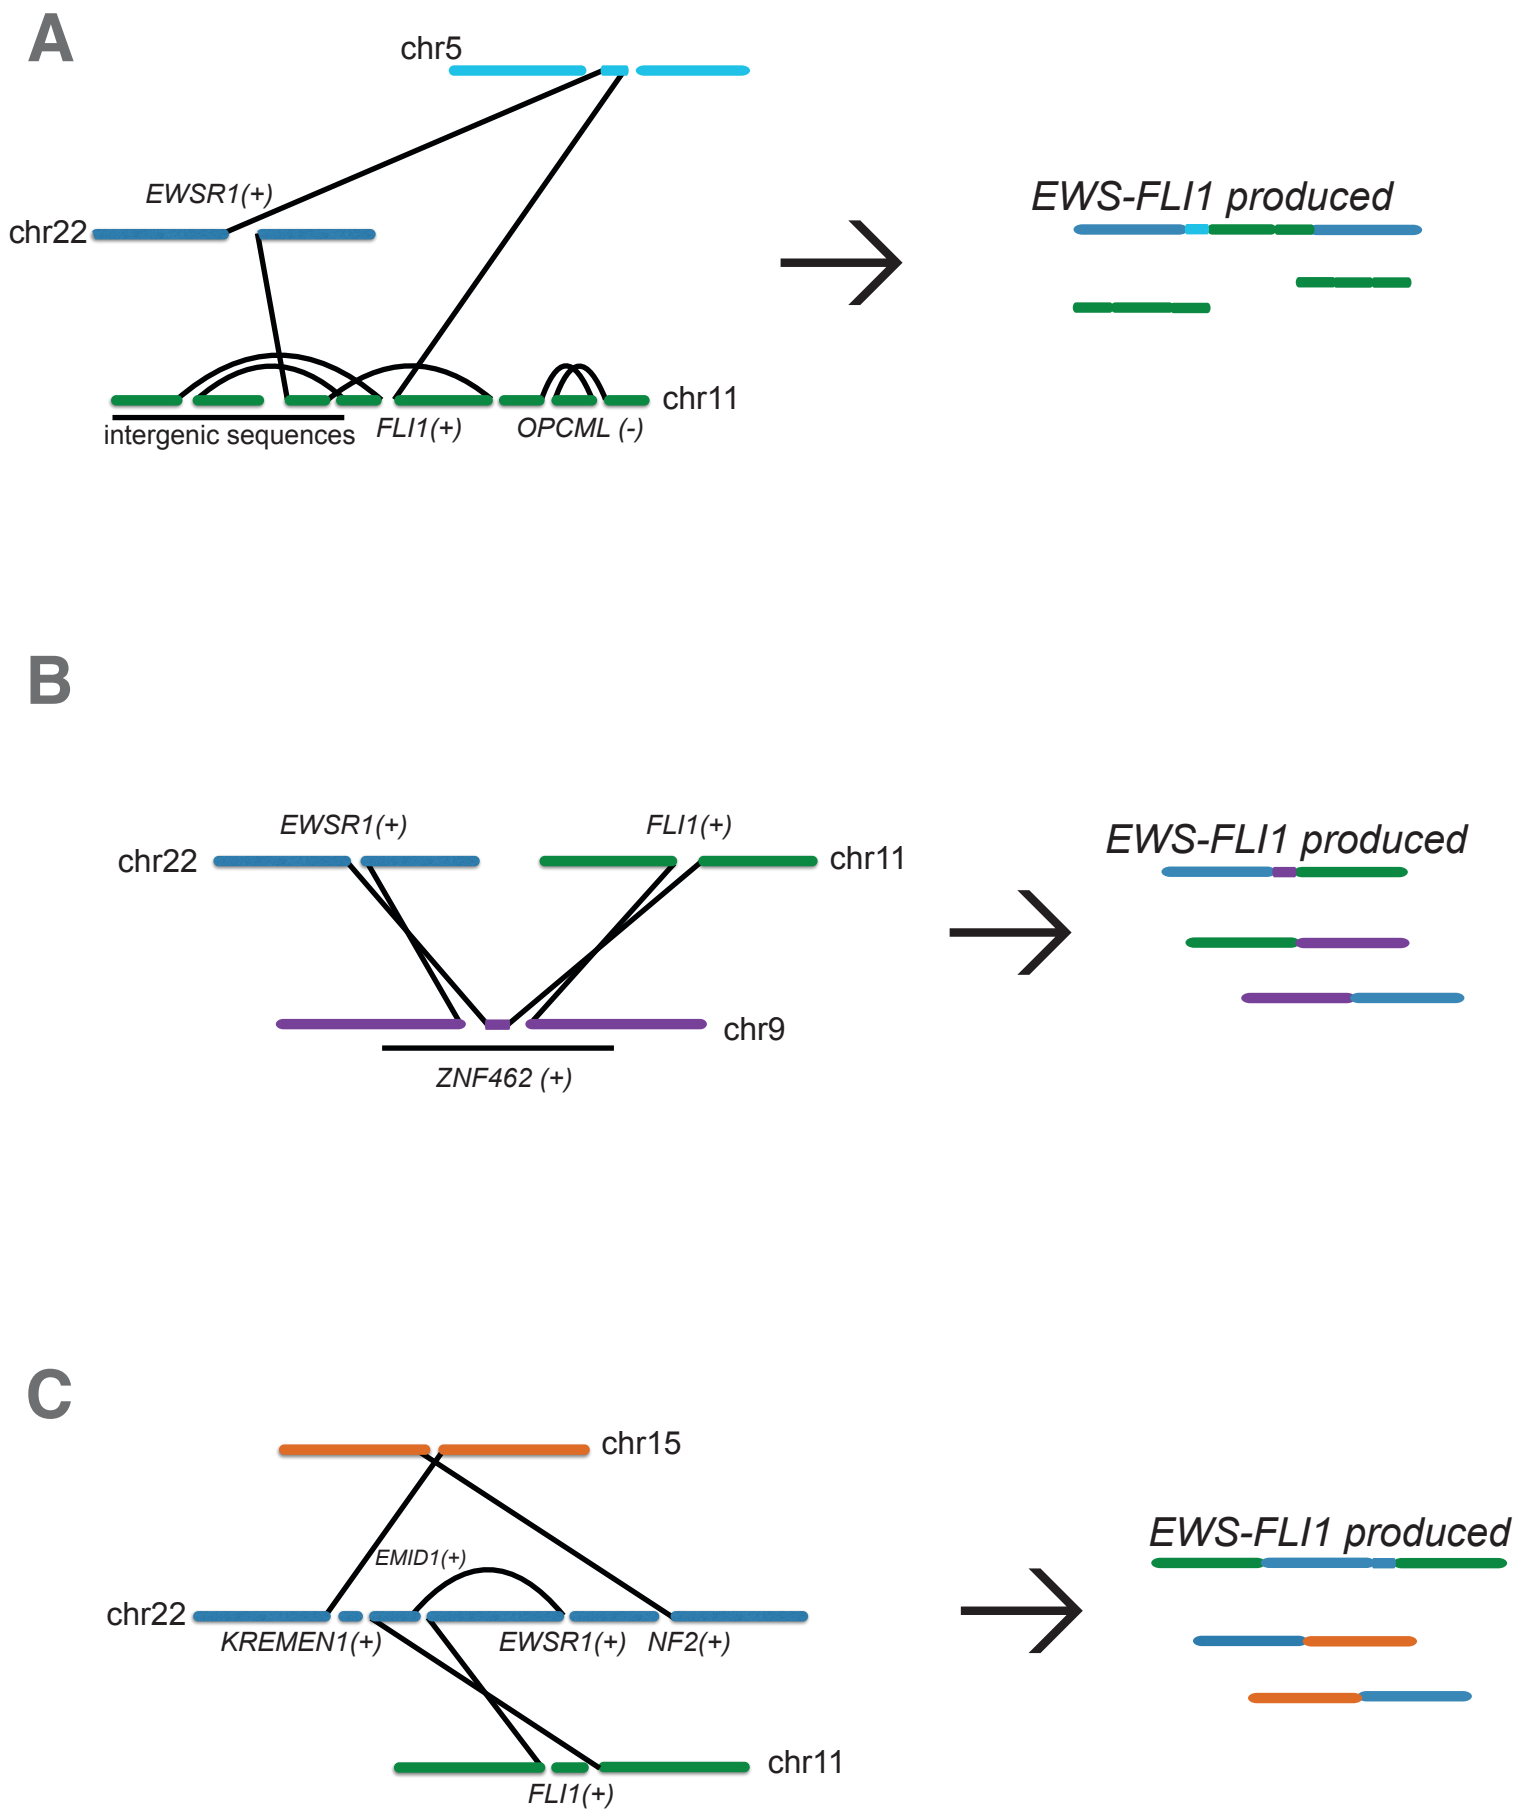 A
chr5
EWSR1(+)
chr22
EWS-FLI1 produced
chr11
intergenic sequences
FLI1(+)
OPCML (-)
B
EWSR1(+)
FLI1(+)
chr22
chr11
EWS-FLI1 produced
chr9
ZNF462 (+)
C
chr15
EWS-FLI1 produced
EMID1(+)
chr22
KREMEN1(+)
EWSR1(+)
NF2(+)
chr11
FLI1(+)